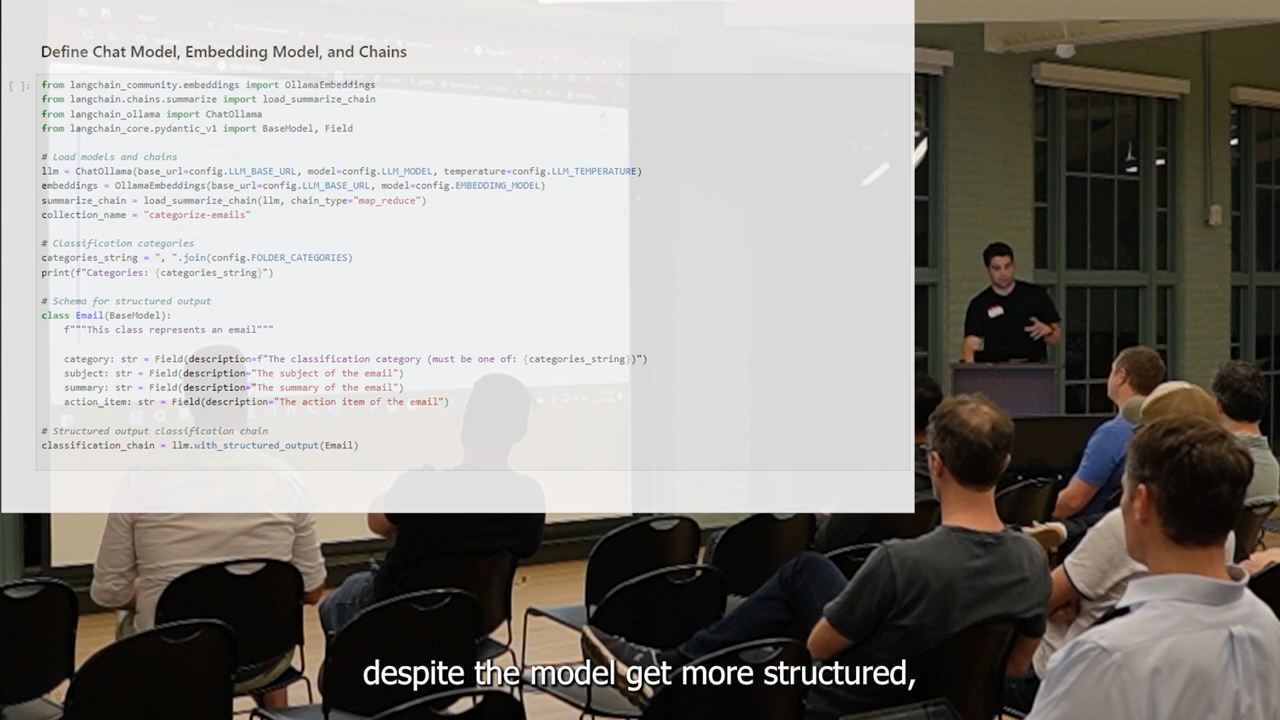 Define Chat Model, Embedding Model, and Chains
[ ]:
from langchain_community.embeddings import OllamaEmbeddings
from langchain.chains.summarize import load_summarize_chain
from langchain_ollama import ChatOllama
from langchain_core.pydantic_v1 import BaseModel, Field
# Load models and chains
llm = ChatOllama(base_url=config.LLM_BASE_URL, model=config.LLM_MODEL, temperature=config.LLM_TEMPERATURE)
embeddings = OllamaEmbeddings(base_url=config.LLM_BASE_URL, model=config.EMBEDDING_MODEL)
summarize_chain = load_summarize_chain(llm, chain_type="map_reduce")
collection_name = "categorize-emails"
# Classification categories
categories_string = ", ".join(config.FOLDER_CATEGORIES)
print(f"Categories: {categories_string}")
# Schema for structured output
class Email(BaseModel):
f"""This class represents an email"""
category: str = Field(description=f"The classification category (must be one of: {categories_string})")
subject: str = Field(description="The subject of the email")
summary: str = Field(description="The summary of the email")
action_item: str = Field(description="The action item of the email")
# Structured output classification chain
classification_chain = llm.with_structured_output(Email)
despite the model get more structured,